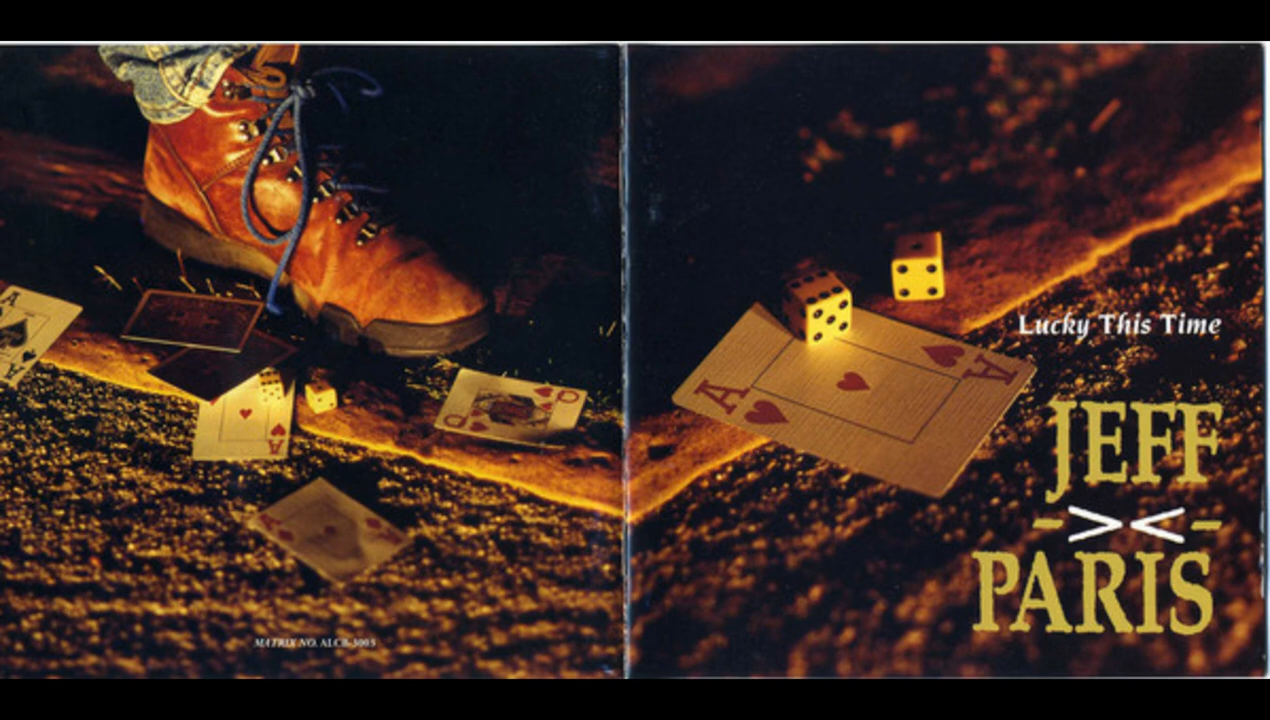 A
A
A
A
Q
Q
A
A
MATRIX NO. ALCB-3005
Lucky This Time
A
A
JEFF
-><-
PARIS